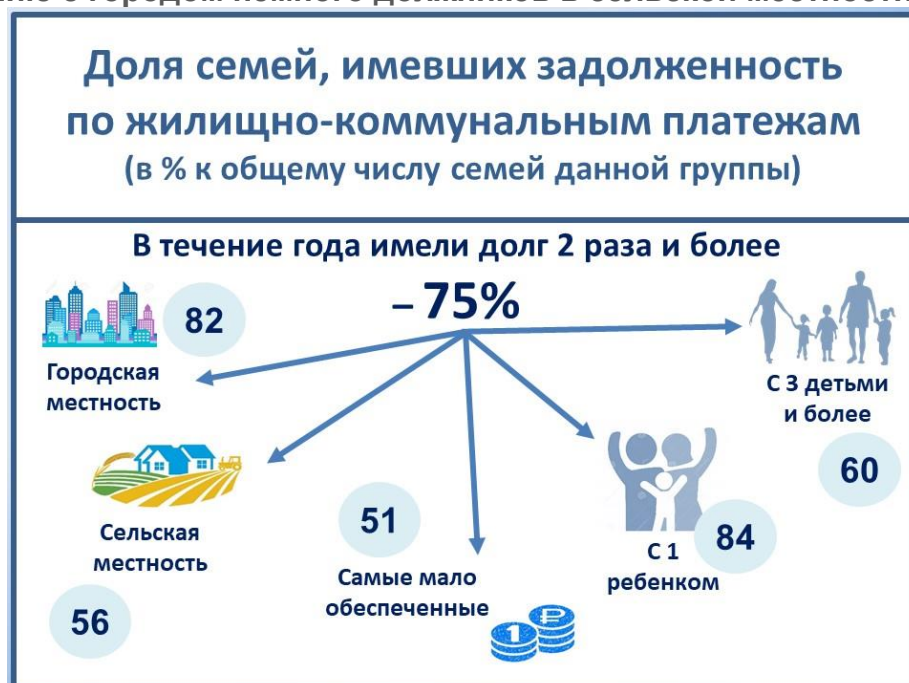 Доля семей, имевших задолженность
по жилищно-коммунальным платежам
(в % к общему числу семей данной группы)
В течение года имели долг 2 раза и более
– 75%
82
Городская
местность
С 3 детьми
и более
60
Сельская
местность
56
51
Самые мало
обеспеченные
1
₽
84
С 1
ребенком